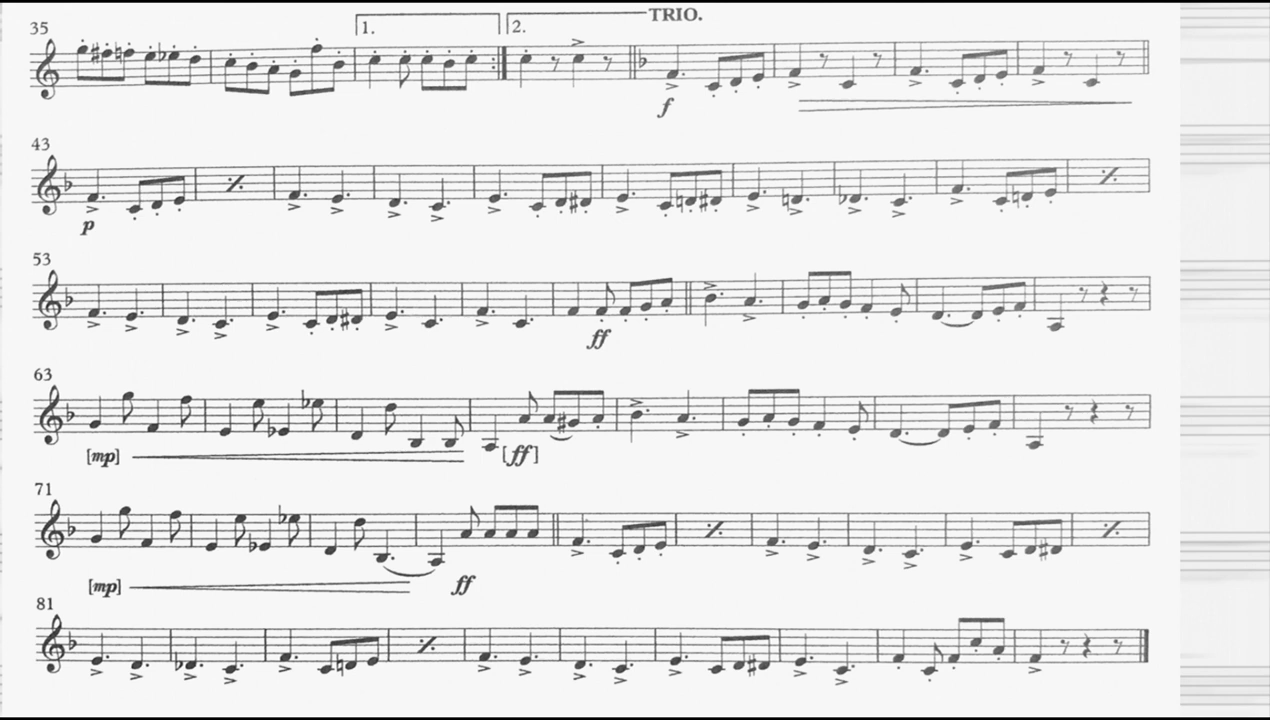 TRIO.
35 1. 2.
f
43
p
53
ff
63
[mp] [ff]
71
[mp] ff
81